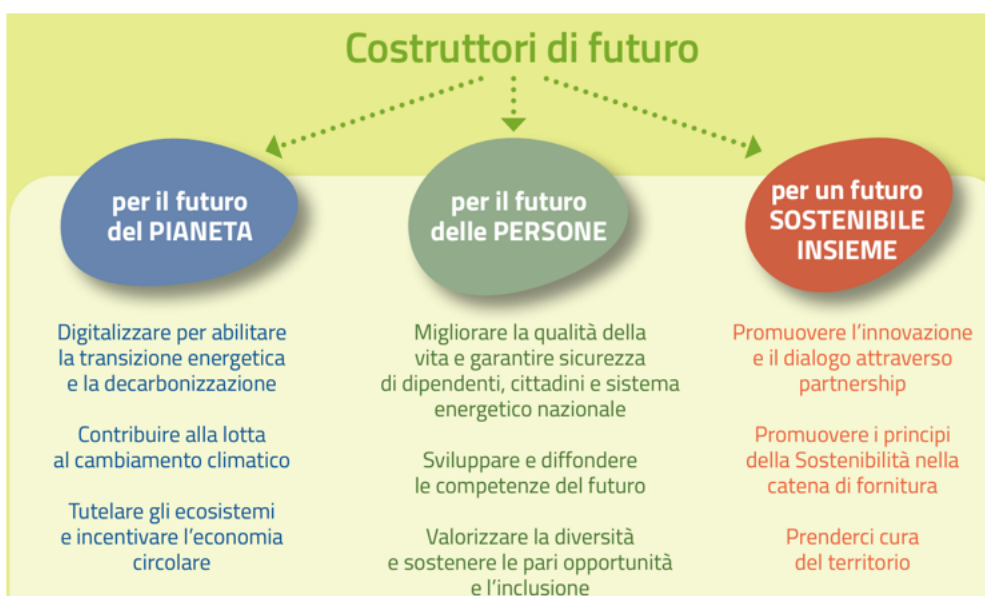 Costruttori di futuro
per il futuro
del PIANETA
Digitalizzare per abilitare
la transizione energetica
e la decarbonizzazione
Contribuire alla lotta
al cambiamento climatico
Tutelare gli ecosistemi
e incentivare l'economia
circolare
per il futuro
delle PERSONE
Migliorare la qualità della
vita e garantire sicurezza
di dipendenti, cittadini e sistema
energetico nazionale
Sviluppare e diffondere
le competenze del futuro
Valorizzare la diversità
e sostenere le pari opportunità
e l'inclusione
per un futuro
SOSTENIBILE
INSIEME
Promuovere l'innovazione
e il dialogo attraverso
partnership
Promuovere i principi
della Sostenibilità nella
catena di fornitura
Prenderci cura
del territorio